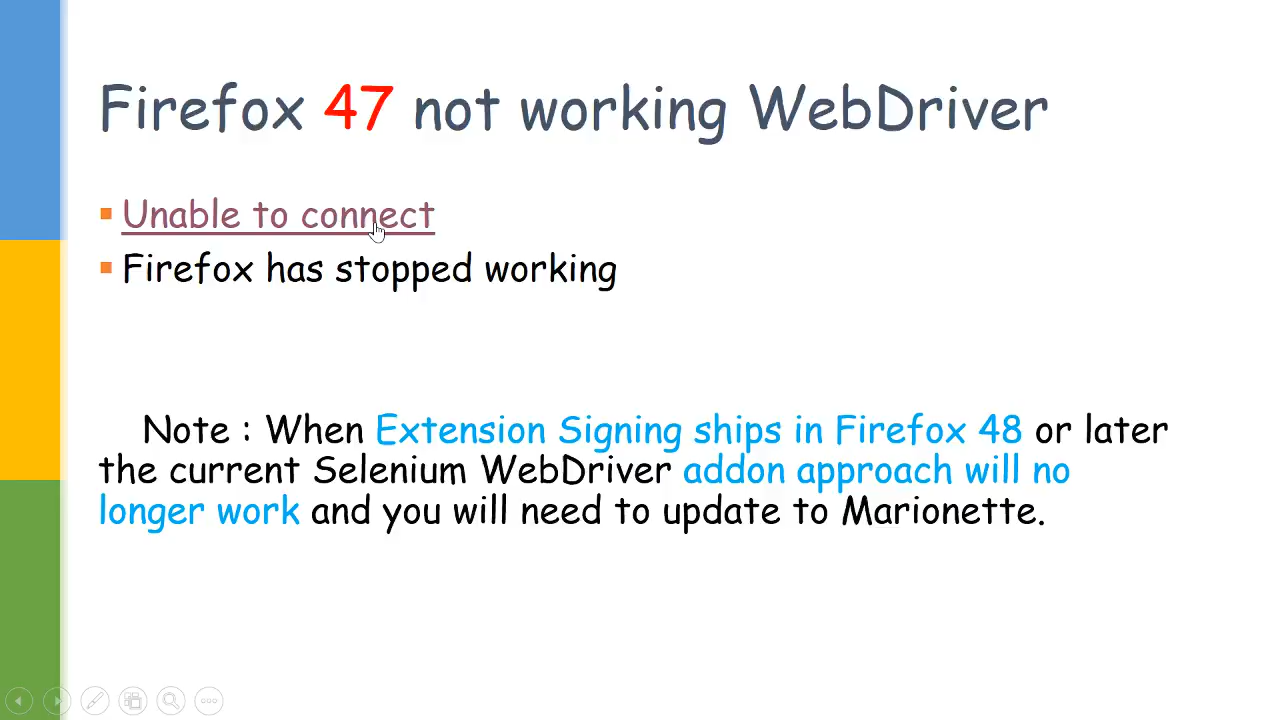 Firefox 47 not working WebDriver
Unable to connect
Firefox has stopped working
Note : When Extension Signing ships in Firefox 48 or later
the current Selenium WebDriver addon approach will no
longer work and you will need to update to Marionette.